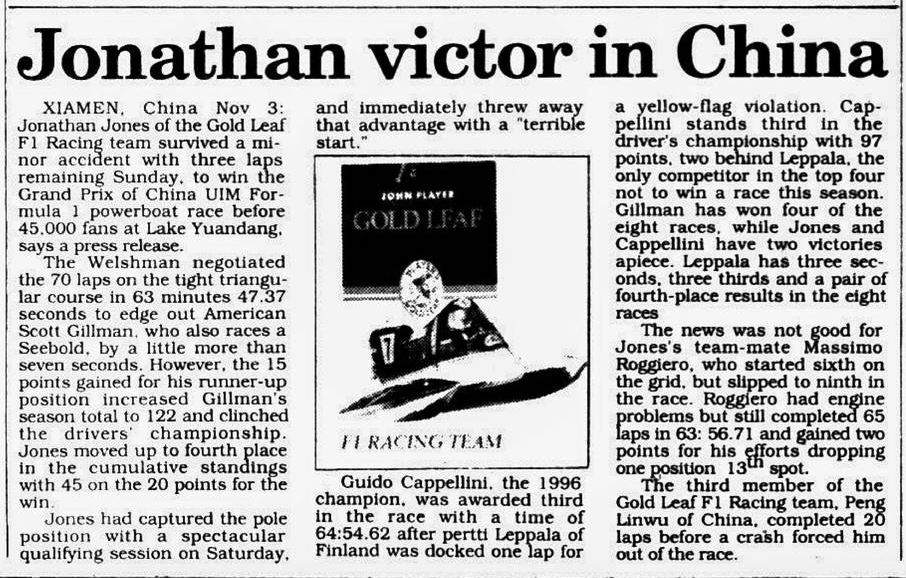 Jonathan victor in China
XIAMEN, China Nov 3:
Jonathan Jones of the Gold Leaf
F1 Racing team survived a mi-
nor accident with three laps
remaining Sunday, to win the
Grand Prix of China UIM For-
mula 1 powerboat race before
45,000 fans at Lake Yuandang,
says a press release.
The Welshman negotiated
the 70 laps on the tight triangu-
lar course in 63 minutes 47.37
seconds to edge out American
Scott Gillman, who also races a
Seebold, by a little more than
seven seconds. However, the 15
points gained for his runner-up
position increased Gillman's
season total to 122 and clinched
the drivers' championship.
Jones moved up to fourth place
in the cumulative standings
with 45 on the 20 points for the
win.
Jones had captured the pole
position with a spectacular
qualifying session on Saturday,
and immediately threw away
that advantage with a "terrible
start."
JOHN PLAYER
GOLD LEAF
F1 RACING TEAM
Guido Cappellini, the 1996
champion, was awarded third
in the race with a time of
64:54.62 after pertti Leppala of
Finland was docked one lap for
a yellow-flag violation. Cap-
pellini stands third in the
driver's championship with 97
points, two behind Leppala, the
only competitor in the top four
not to win a race this season.
Gillman has won four of the
eight races, while Jones and
Cappellini have two victories
apiece. Leppala has three sec-
onds, three thirds and a pair of
fourth-place results in the eight
races
The news was not good for
Jones's team-mate Massimo
Roggiero, who started sixth on
the grid, but slipped to ninth in
the race. Roggiero had engine
problems but still completed 65
laps in 63: 56.71 and gained two
points for his efforts dropping
one position 13th spot.
The third member of the
Gold Leaf F1 Racing team, Peng
Linwu of China, completed 20
laps before a crash forced him
out of the race.